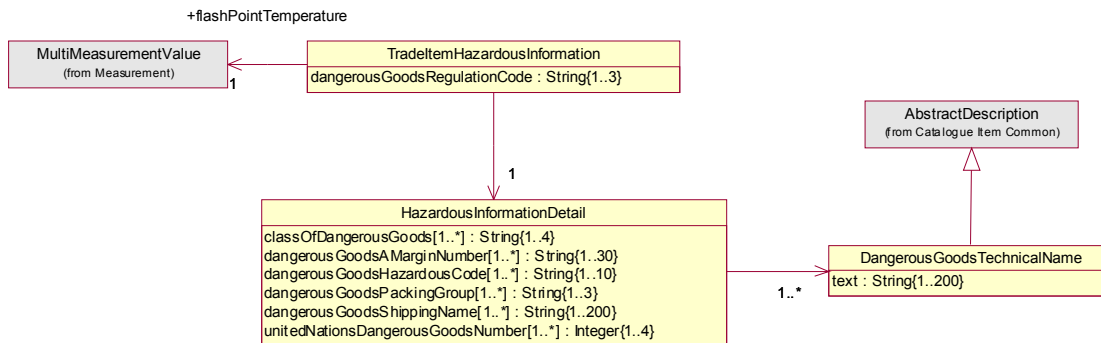 +flashPointTemperature
MultiMeasurementValue
(from Measurement)
1
TradeItemHazardousInformation
dangerousGoodsRegulationCode : String{1..3}
AbstractDescription
(from Catalogue Item Common)
1
HazardousInformationDetail
classOfDangerousGoods[1..*] : String{1..4}
dangerousGoodsAMarginNumber[1..*] : String{1..30}
dangerousGoodsHazardousCode[1..*] : String{1..10}
dangerousGoodsPackingGroup[1..*] : String{1..3}
dangerousGoodsShippingName[1..*] : String{1..200}
unitedNationsDangerousGoodsNumber[1..*] : Integer{1..4}
1..*
DangerousGoodsTechnicalName
text : String{1..200}